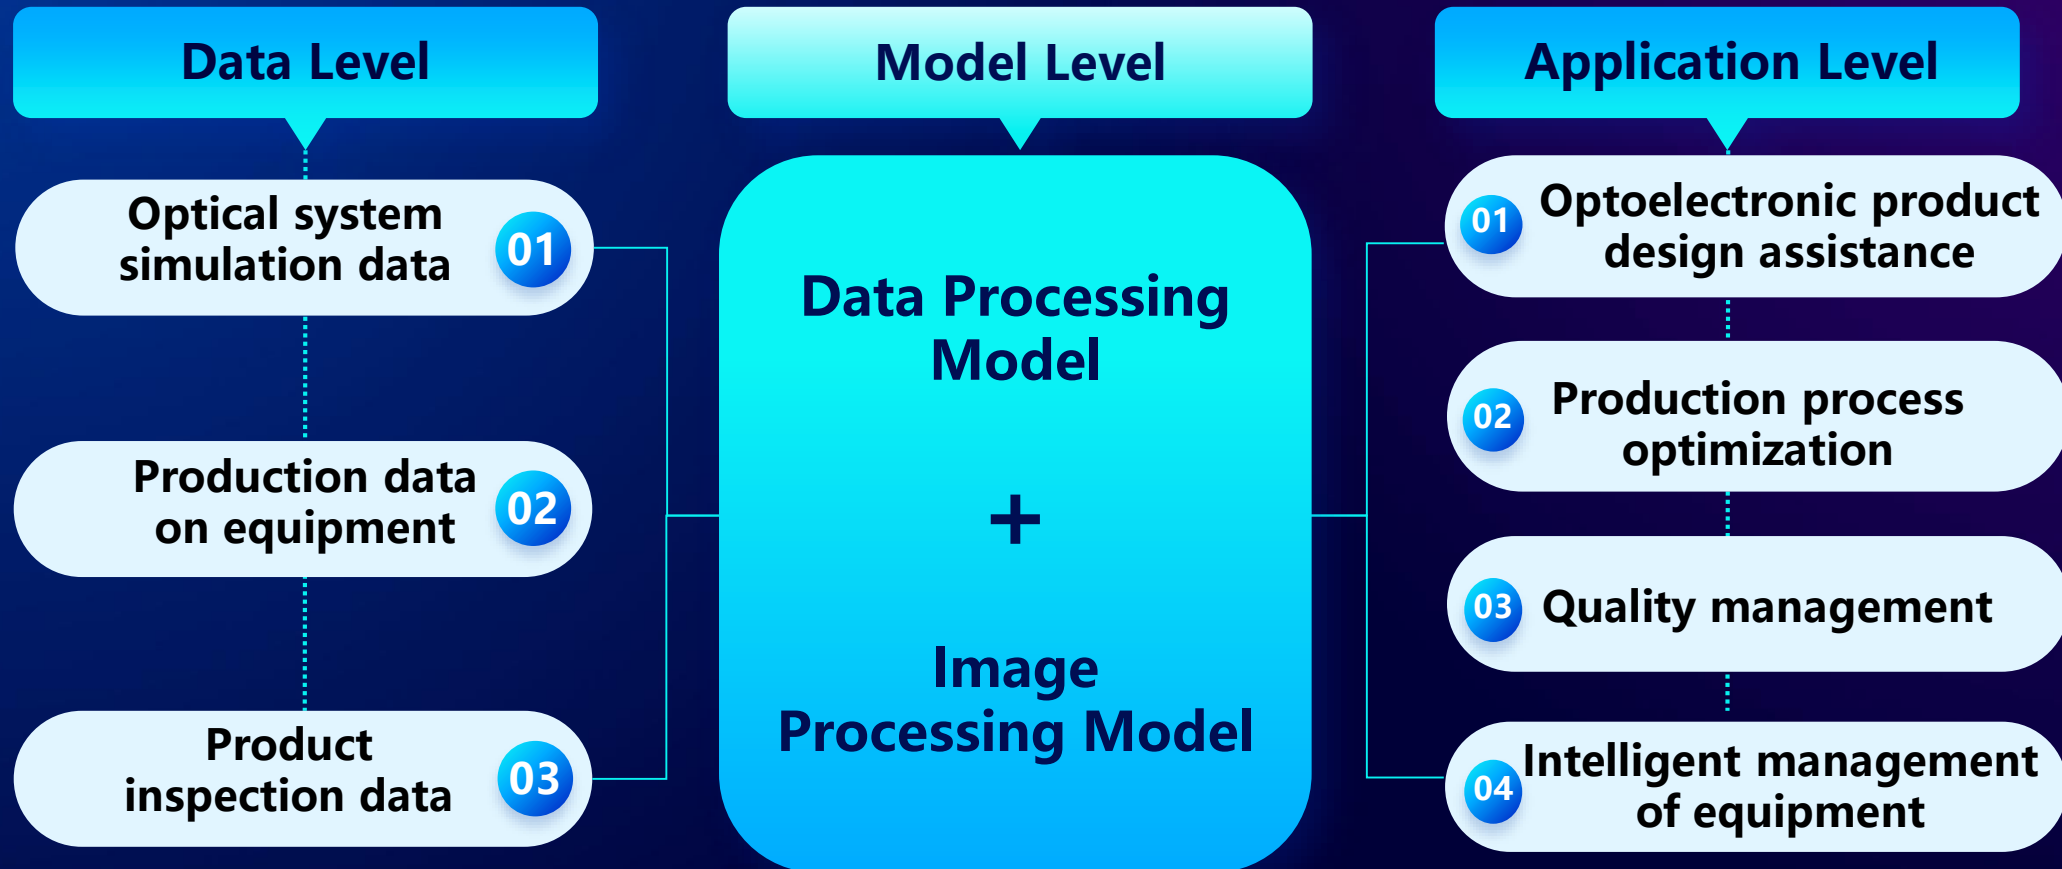 Data Level
Optical system
simulation data
01
Production data
on equipment
02
Product
inspection data
03
Model Level
Data Processing
Model
+
Image
Processing Model
Application Level
01
Optoelectronic product
design assistance
02
Production process
optimization
03
Quality management
04
Intelligent management
of equipment